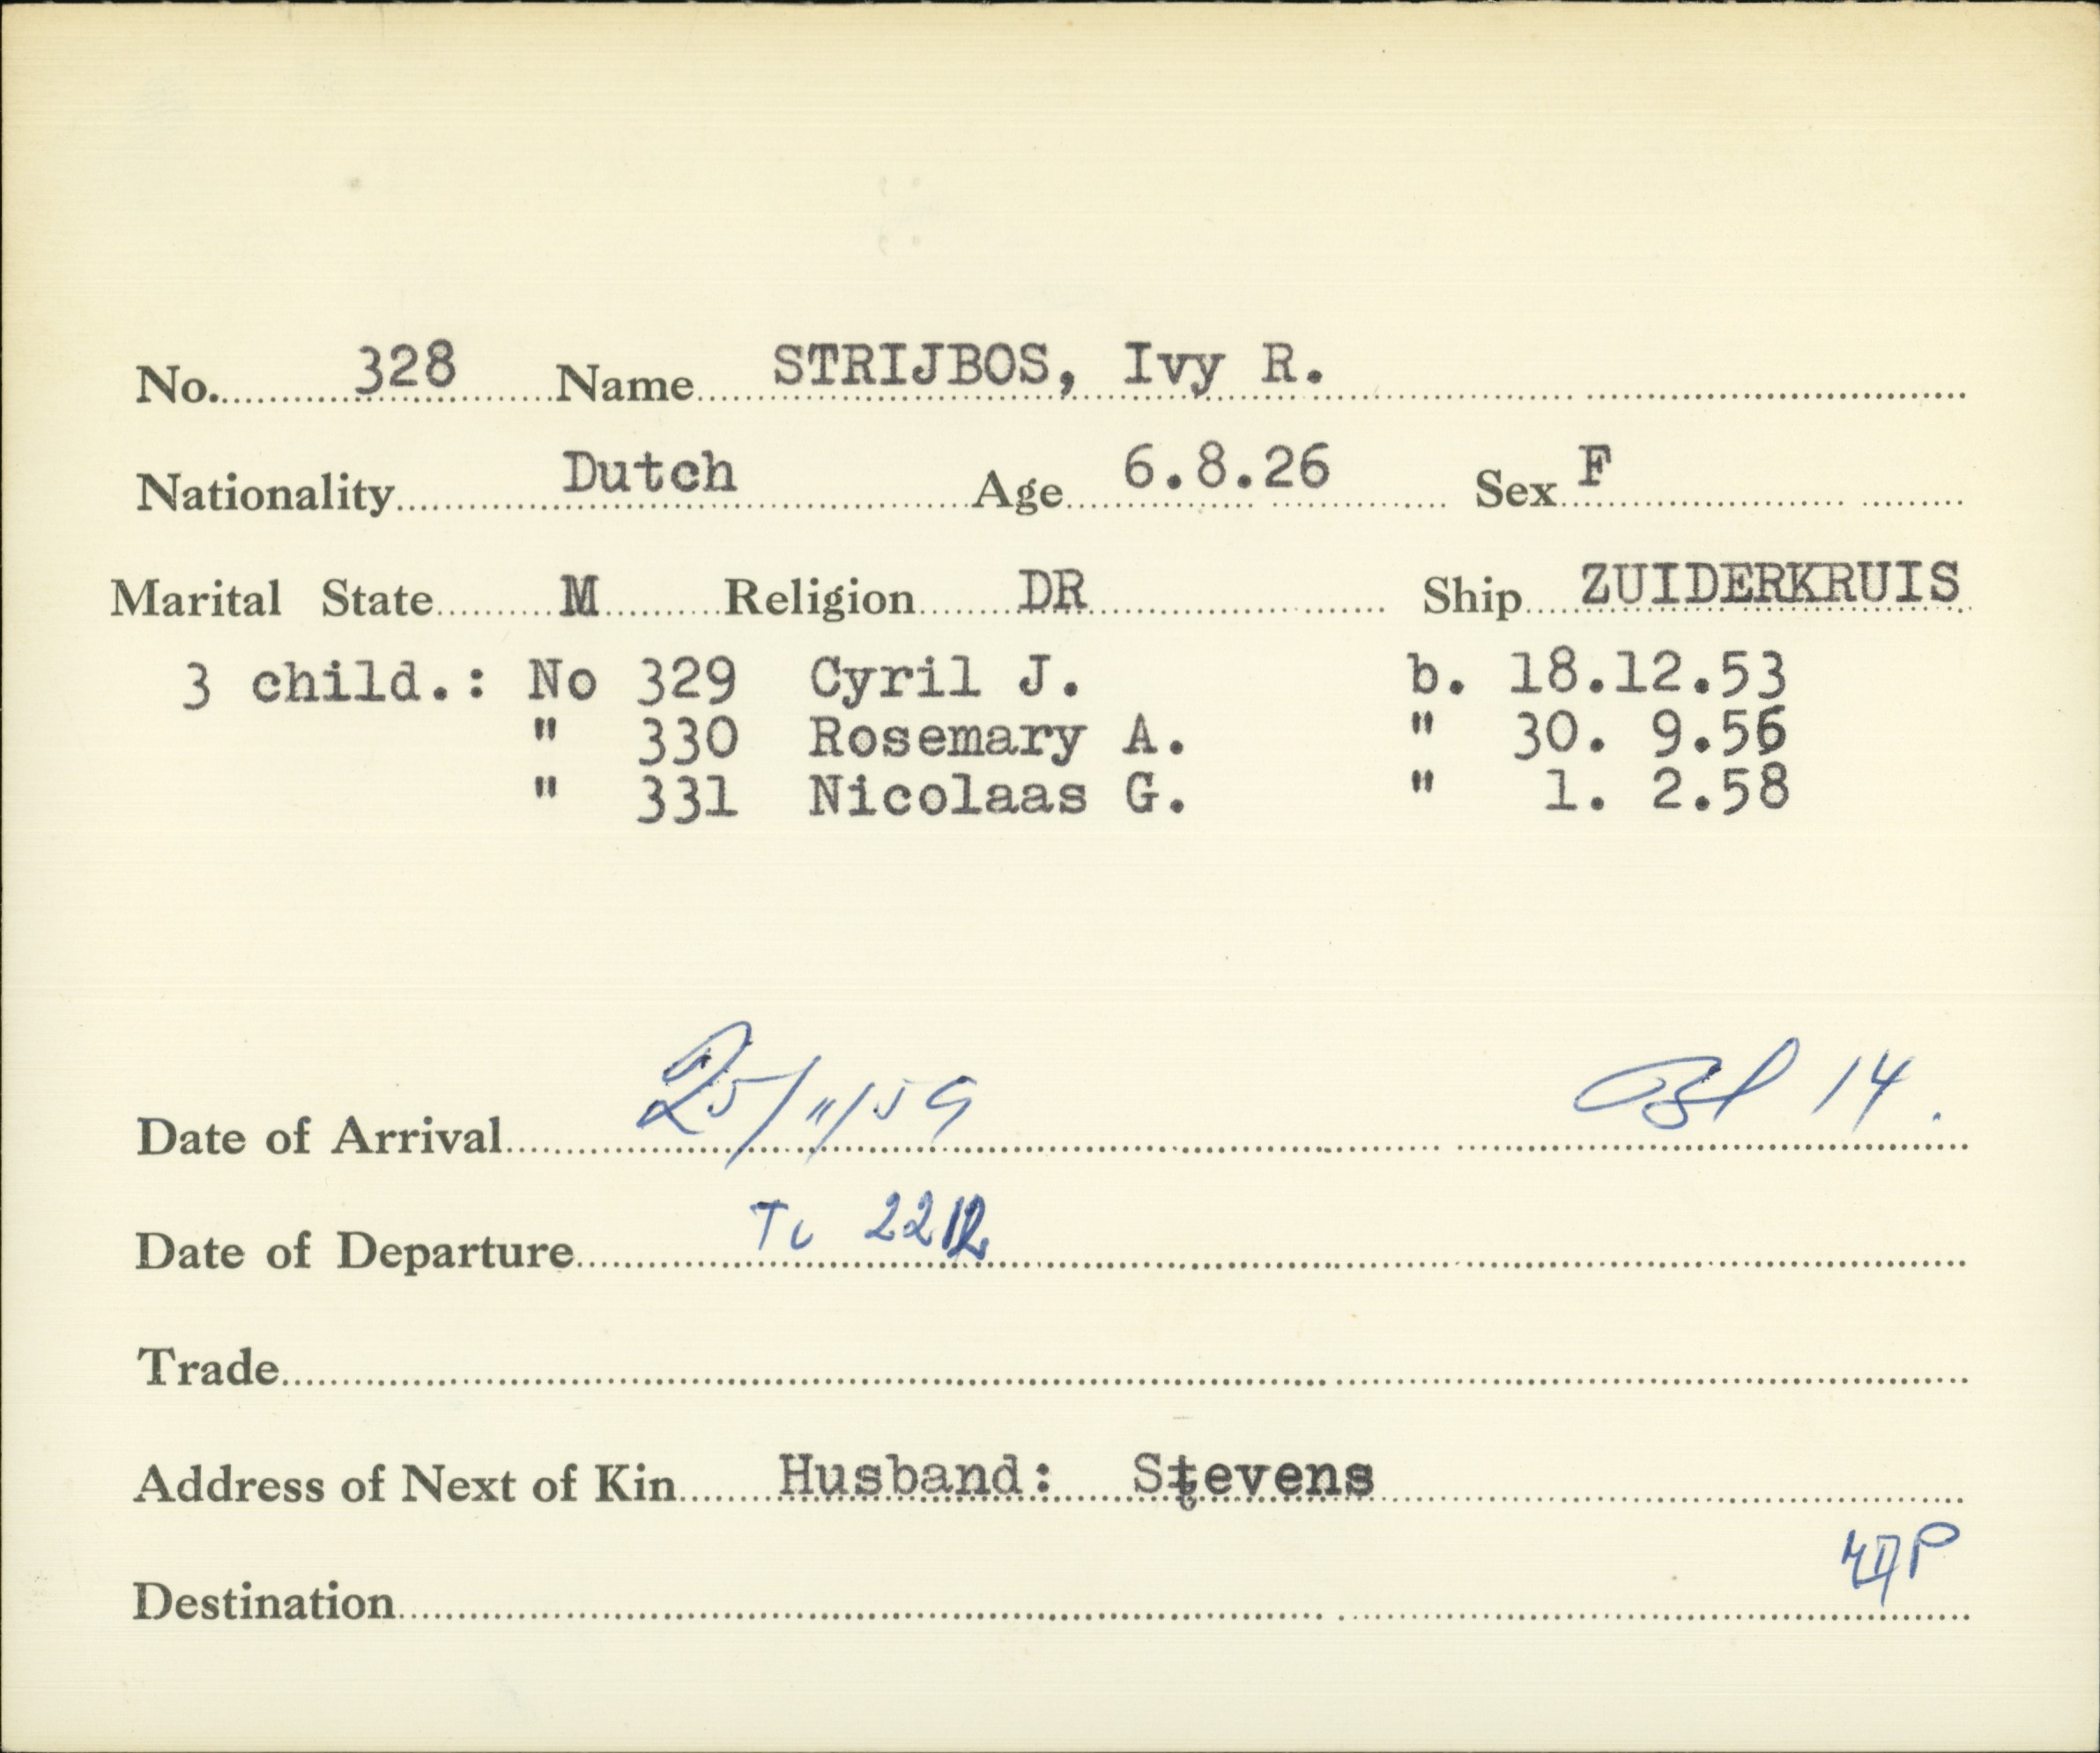 No. 328 Name STRIJBOS, Ivy R.
Nationality Dutch Age 6.8.26 Sex F
Marital State M Religion DR Ship ZUIDERKRUIS
3 child.: No 329 Cyril J. b. 18.12.53
" 330 Rosemary A. " 30. 9.56
" 331 Nicolaas G. " 1. 2.58
Date of Arrival 25/11/59 14.
Date of Departure 22
Trade
Address of Next of Kin Husband: Stevens
Destination